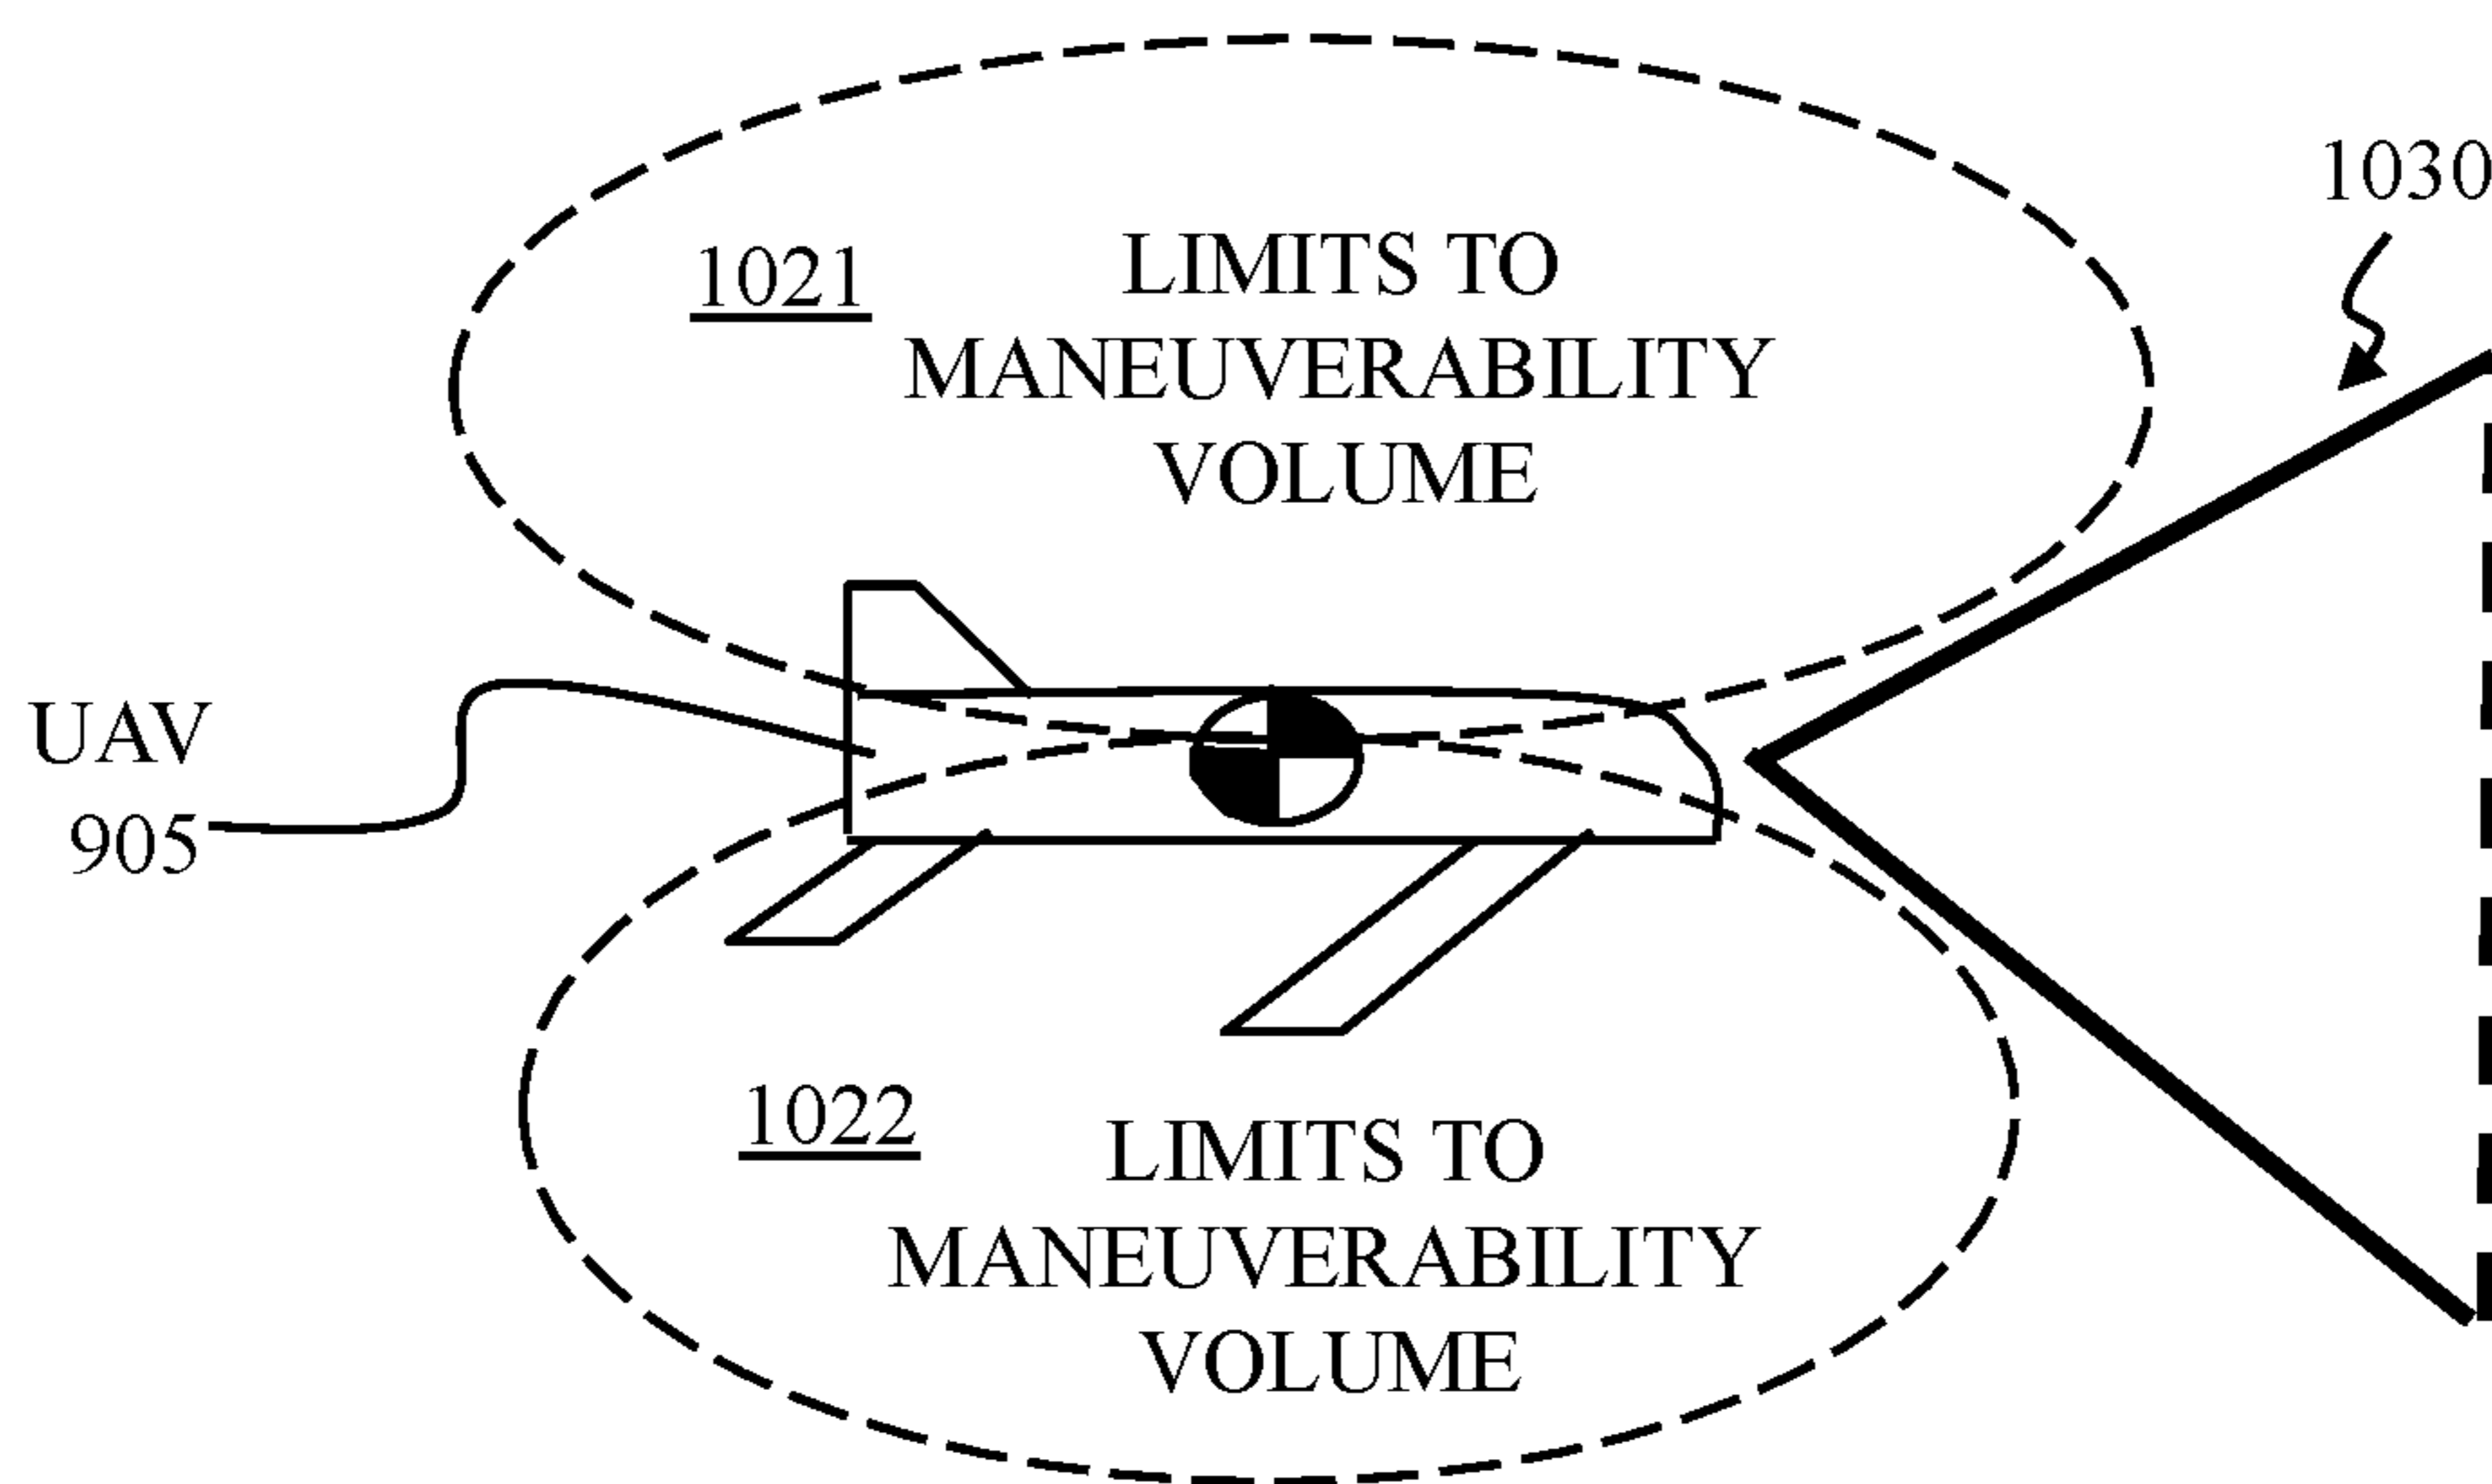 1030
1021
LIMITS TO
MANEUVERABILITY
VOLUME
UAV
905
1022
LIMITS TO
MANEUVERABILITY
VOLUME